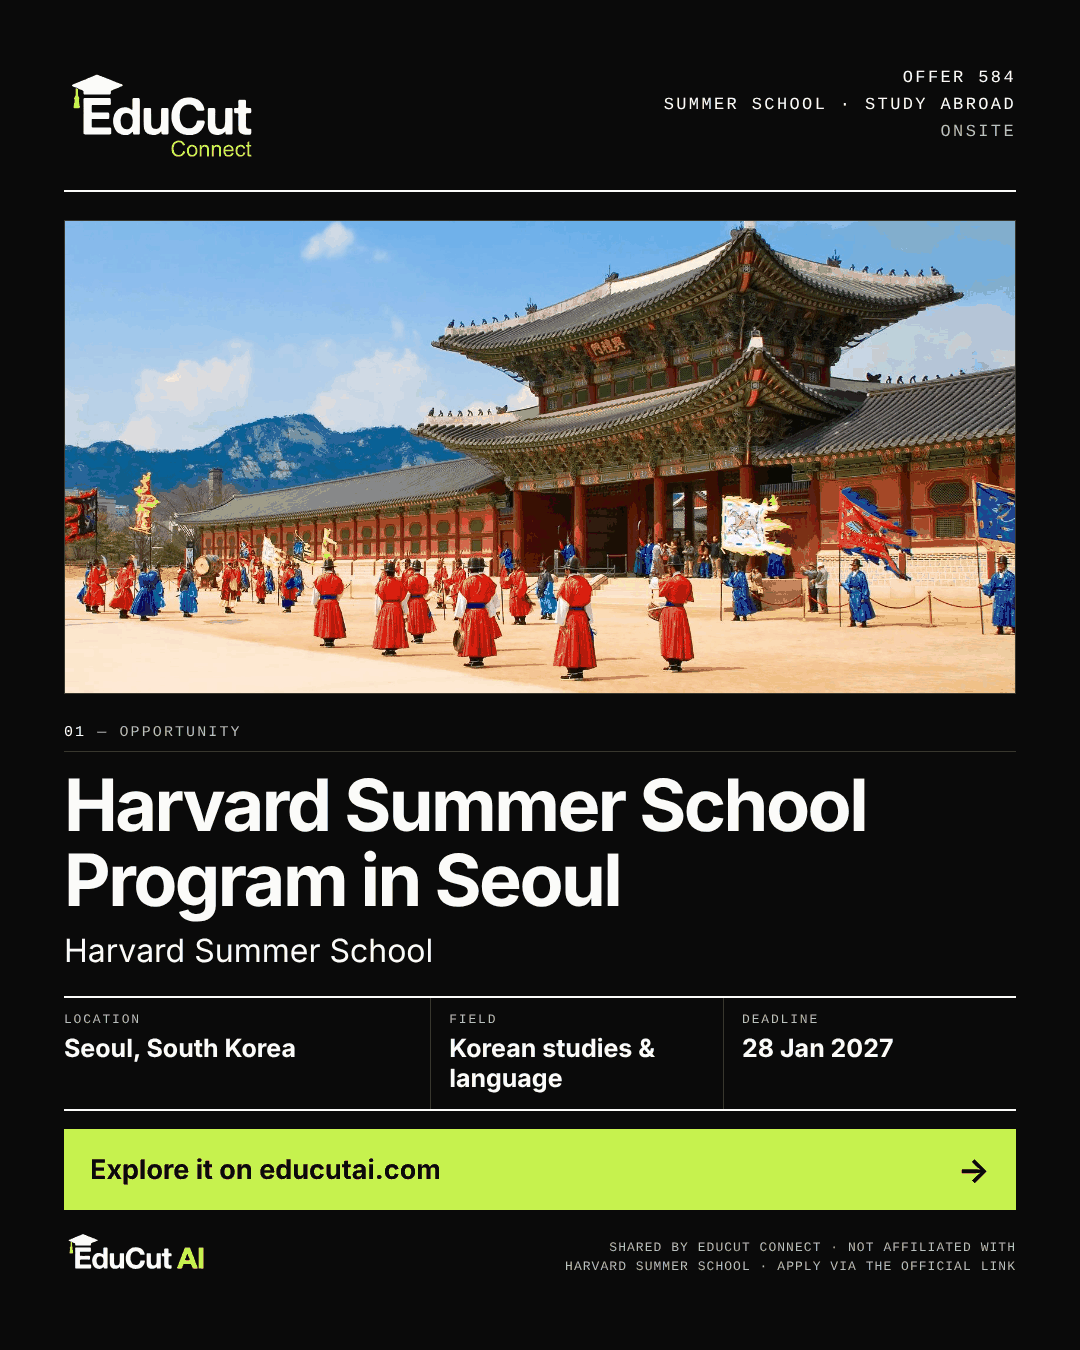 EduCut
Connect
OFFER 584
SUMMER SCHOOL · STUDY ABROAD
ONSITE
01 — OPPORTUNITY
Harvard Summer School
Program in Seoul
Harvard Summer School
LOCATION
Seoul, South Korea
FIELD
Korean studies &
language
DEADLINE
28 Jan 2027
Explore it on educutai.com →
EduCut AI
SHARED BY EDUCUT CONNECT · NOT AFFILIATED WITH
HARVARD SUMMER SCHOOL · APPLY VIA THE OFFICIAL LINK